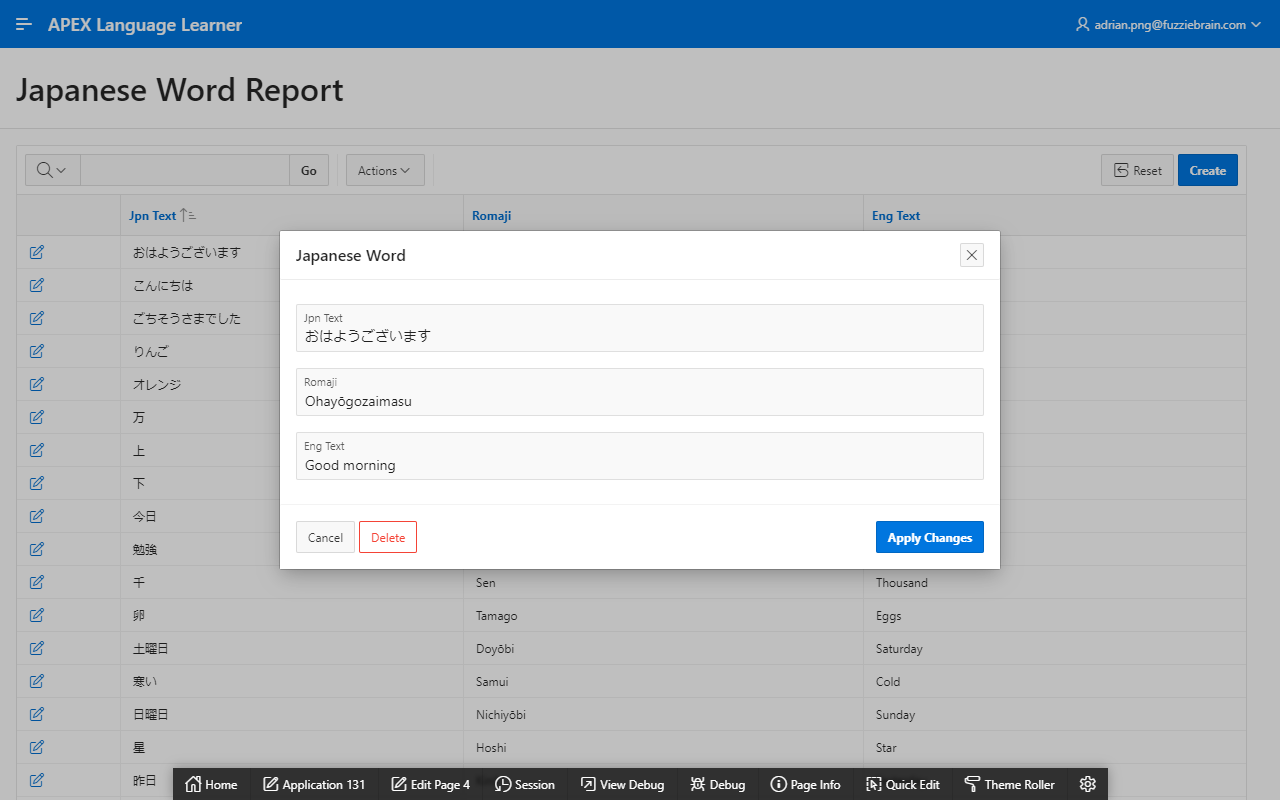 APEX Language Learner
adrian.png@fuzziebrain.com
Japanese Word Report
Go
Actions
Reset
Create
Jpn Text
Romaji
Eng Text
おはようございます
こんにちは
ごちそうさまでした
りんご
オレンジ
万
上
下
今日
勉強
Japanese Word
Jpn Text
おはようございます
Romaji
Ohayōgozaimasu
Eng Text
Good morning
Cancel
Delete
Apply Changes
千 Sen Thousand
卵 Tamago Eggs
土曜日 Doyōbi Saturday
寒い Samui Cold
日曜日 Nichiyōbi Sunday
星 Hoshi Star
昨日
Home
Application 131
Edit Page 4
Session
View Debug
Debug
Page Info
Quick Edit
Theme Roller